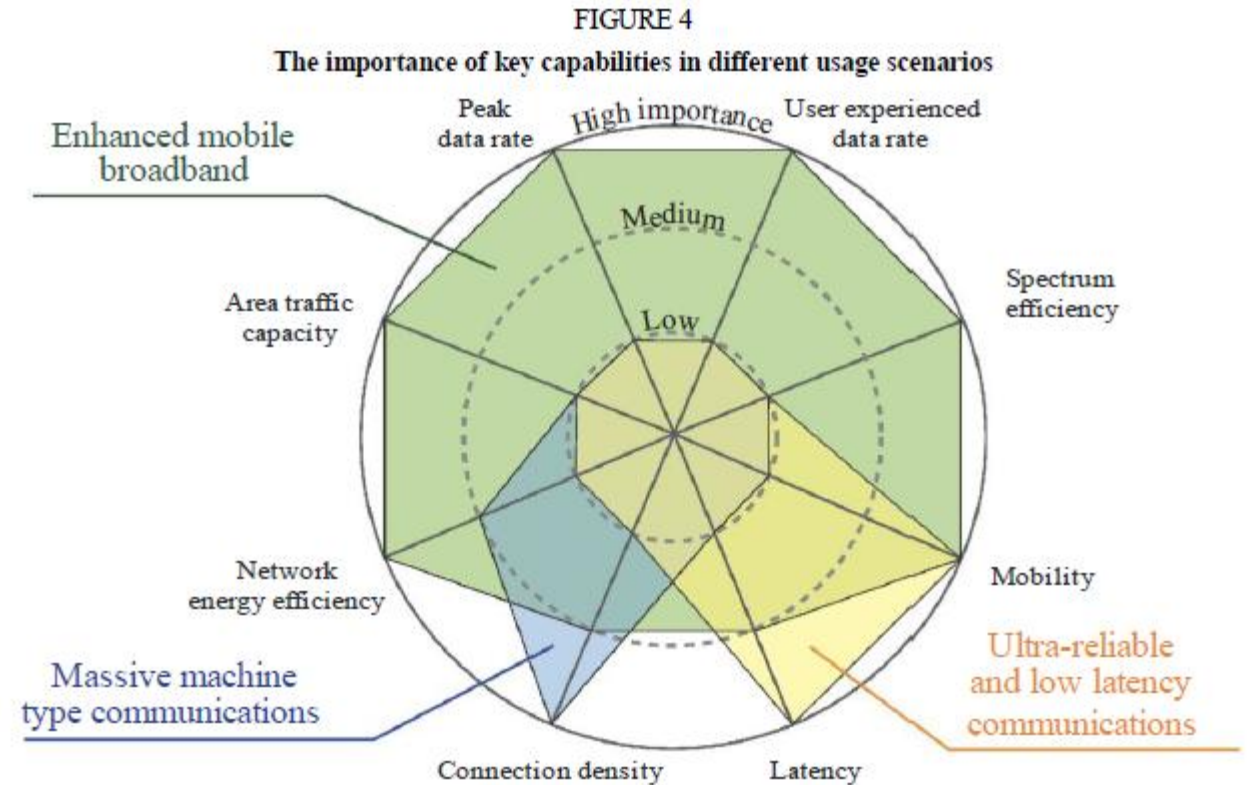 FIGURE 4
The importance of key capabilities in different usage scenarios
Peak
data rate
High importance
User experienced
data rate
Enhanced mobile
broadband
Medium
Area traffic
capacity
Spectrum
efficiency
Low
Network
energy efficiency
Mobility
Massive machine
type communications
Ultra-reliable
and low latency
communications
Connection density
Latency